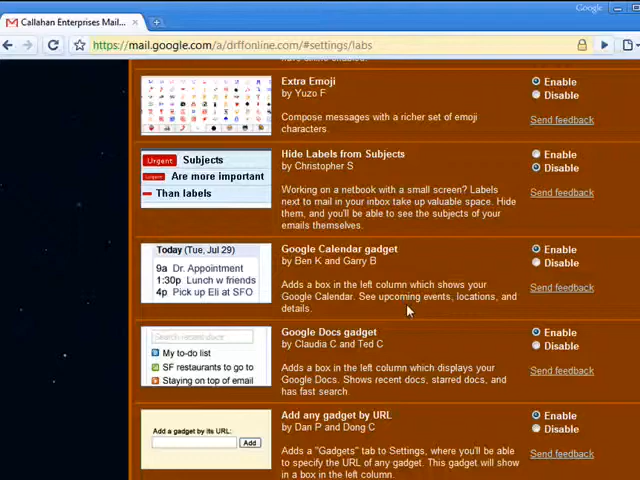 Google
Callahan Enterprises Mail...
https://mail.google.com/a/drffonline.com/#settings/labs
Extra Emoji
by Yuzo F
Compose messages with a richer set of emoji
characters.
Enable
Disable
Send feedback
Urgent Subjects
Urgent Are more important
Than labels
Hide Labels from Subjects
by Christopher S
Working on a netbook with a small screen? Labels
next to mail in your inbox take up valuable space. Hide
them, and you'll be able to see the subjects of your
emails themselves.
Enable
Disable
Send feedback
Today (Tue, Jul 29)
9a Dr. Appointment
1:30p Lunch w friends
4p Pick up Eli at SFO
Google Calendar gadget
by Ben K and Garry B
Adds a box in the left column which shows your
Google Calendar. See upcoming events, locations, and
details.
Enable
Disable
Send feedback
Search recent docs
My to-do list
SF restaurants to go to
Staying on top of email
Google Docs gadget
by Claudia C and Ted C
Adds a box in the left column which displays your
Google Docs. Shows recent docs, starred docs, and
has fast search.
Enable
Disable
Send feedback
Add a gadget by its URL:
Add
Add any gadget by URL
by Dan P and Dong C
Adds a "Gadgets" tab to Settings, where you'll be able
to specify the URL of any gadget. This gadget will show
in a box in the left column.
Enable
Disable
Send feedback